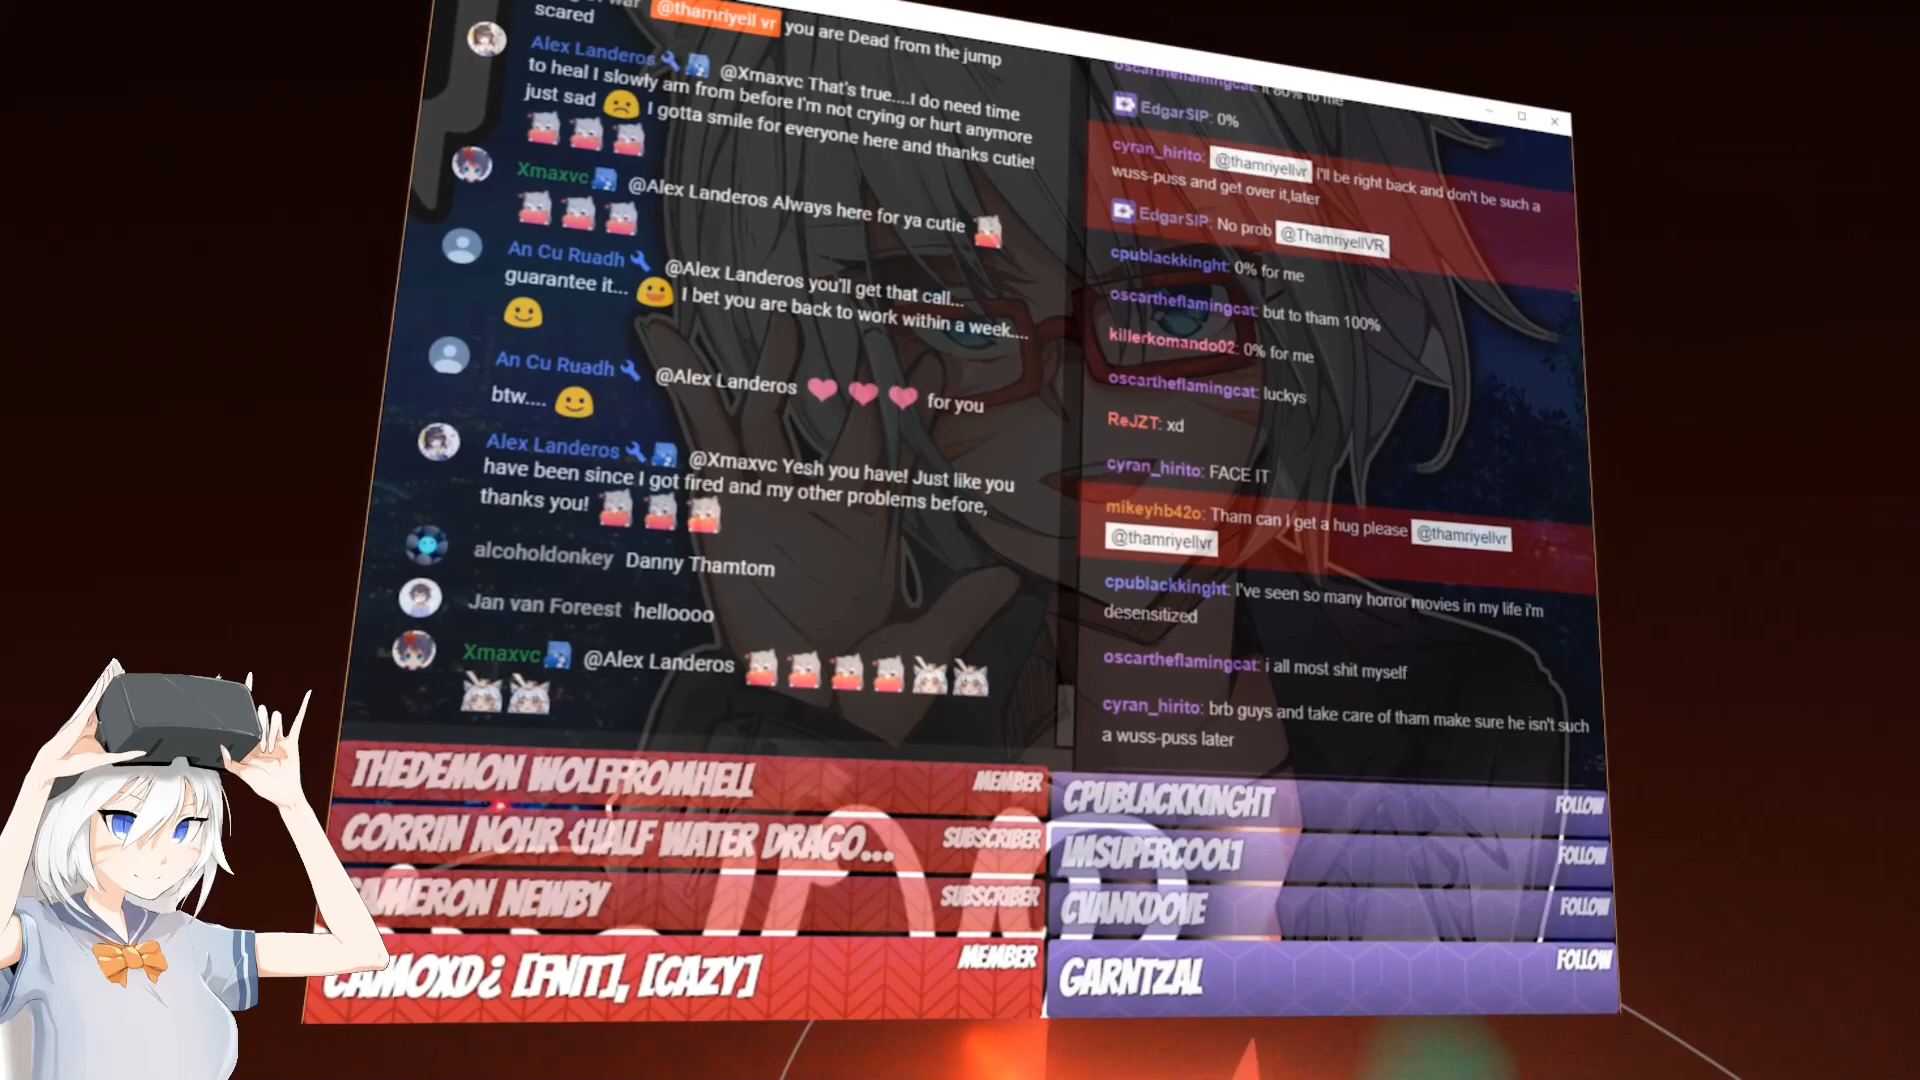 war @thamriyell vr you are Dead from the jump
scared
Alex Landeros @Xmaxvc That's true....I do need time
to heal I slowly am from before I'm not crying or hurt anymore
just sad I gotta smile for everyone here and thanks cutie!
Xmaxvc @Alex Landeros Always here for ya cutie
An Cu Ruadh @Alex Landeros you'll get that call...
guarantee it... I bet you are back to work within a week....
An Cu Ruadh @Alex Landeros for you
btw....
Alex Landeros @Xmaxvc Yesh you have! Just like you
have been since I got fired and my other problems before,
thanks you!
alcoholdonkey Danny Thamtom
Jan van Foreest helloooo
Xmaxvc @Alex Landeros
oscartheflamingcat: it 80% to me
EdgarSIP: 0%
cyran_hirito: @thamriyellvr I'll be right back and don't be such a
wuss-puss and get over it,later
EdgarSIP: No prob @ThamriyellVR
cpublackkinght: 0% for me
oscartheflamingcat: but to tham 100%
killerkomando02: 0% for me
oscartheflamingcat: luckys
ReJZT: xd
cyran_hirito: FACE IT
mikeyhb42o: Tham can I get a hug please @thamriyellvr
@thamriyellvr
cpublackkinght: I've seen so many horror movies in my life i'm
desensitized
oscartheflamingcat: i all most shit myself
cyran_hirito: brb guys and take care of tham make sure he isn't such
a wuss-puss later
THEDEMON WOLFFROMHELL MEMBER
CORRIN NOHR (HALF WATER DRAGO... SUBSCRIBER
CAMERON NEWBY SUBSCRIBER
CAMOXD¿ [FNIT], [CAZY] MEMBER
CPUBLACKKINGHT FOLLOW
IMSUPERCOOL1 FOLLOW
CVANKDOVE FOLLOW
GARNTZAL FOLLOW